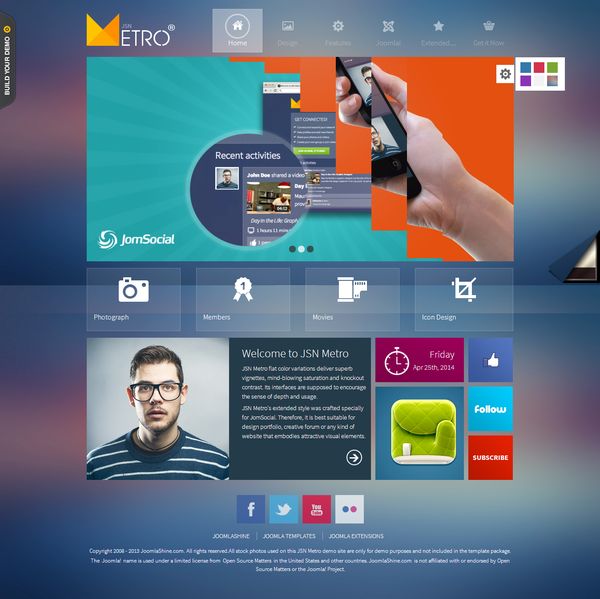 BUILD YOUR DEMO
JSN
METRO®
Home
Design
Features
Joomla!
Extended...
Get it Now
GET CONNECTED!
Recent activities
John Doe shared a video
04:12
Day in the Life: Graph
1 hours 11 min
JomSocial
Photograph
1
Members
Movies
Icon Design
Welcome to JSN Metro
JSN Metro flat color variations deliver superb
vignettes, mind-blowing saturation and knockout
contrast. Its interfaces are supposed to encourage
the sense of depth and usage.
JSN Metro's extended style was crafted specially
for JomSocial. Therefore, it is best suitable for
design portfolio, creative forum or any kind of
website that embodies attractive visual elements.
Friday
Apr 25th, 2014
Follow
SUBSCRIBE
f
You
Tube
JOOMLASHINE
JOOMLA TEMPLATES
JOOMLA EXTENSIONS
Copyright 2008 - 2013 JoomlaShine.com. All rights reserved.All stock photos used on this JSN Metro demo site are only for demo purposes and not included in the template package.
The Joomla! name is used under a limited license from Open Source Matters in the United States and other countries. JoomlaShine.com is not affiliated with or endorsed by Open
Source Matters or the Joomla! Project.